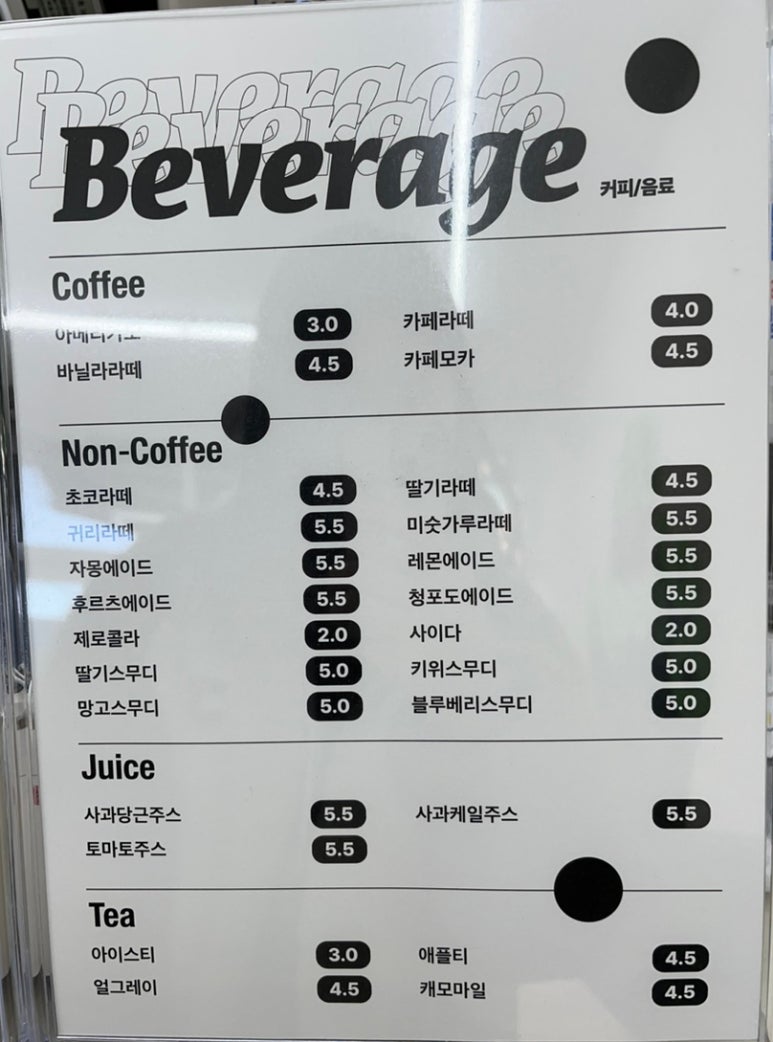 Beverage
Beverage
Beverage 커피/음료
Coffee
아메리카노 3.0 카페라떼 4.0
바닐라라떼 4.5 카페모카 4.5
Non-Coffee
초코라떼 4.5 딸기라떼 4.5
귀리라떼 5.5 미숫가루라떼 5.5
자몽에이드 5.5 레몬에이드 5.5
후르츠에이드 5.5 청포도에이드 5.5
제로콜라 2.0 사이다 2.0
딸기스무디 5.0 키위스무디 5.0
망고스무디 5.0 블루베리스무디 5.0
Juice
사과당근주스 5.5 사과케일주스 5.5
토마토주스 5.5
Tea
아이스티 3.0 애플티 4.5
얼그레이 4.5 캐모마일 4.5